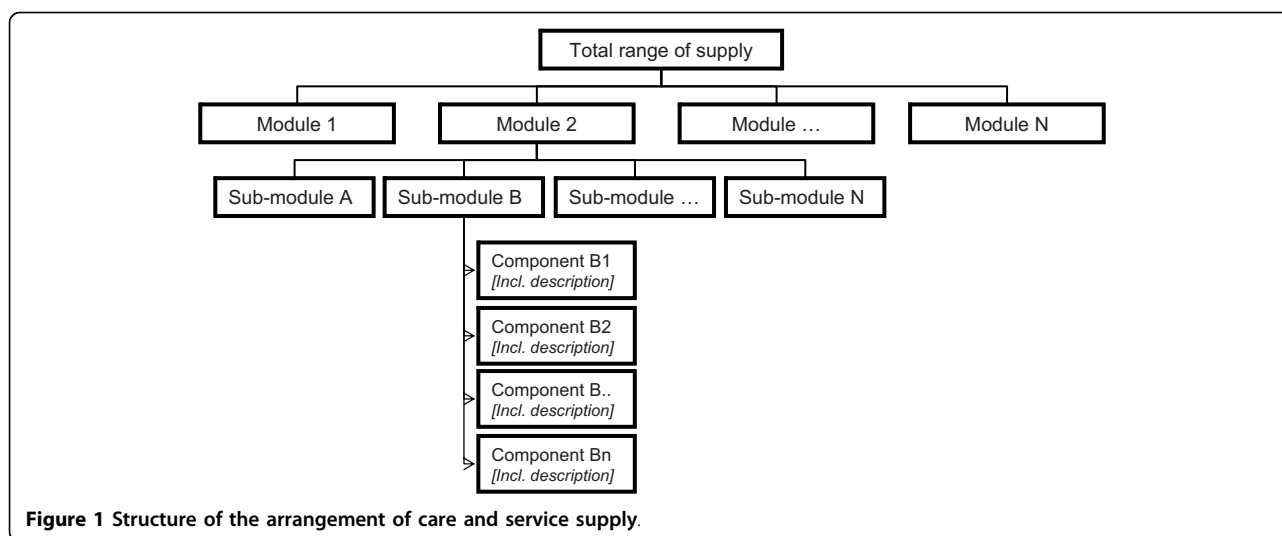 Total range of supply
Module 1
Module 2
Module …
Module N
Sub-module A
Sub-module B
Sub-module …
Sub-module N
Component B1
[Incl. description]
Component B2
[Incl. description]
Component B..
[Incl. description]
Component Bn
[Incl. description]
Figure 1 Structure of the arrangement of care and service supply.